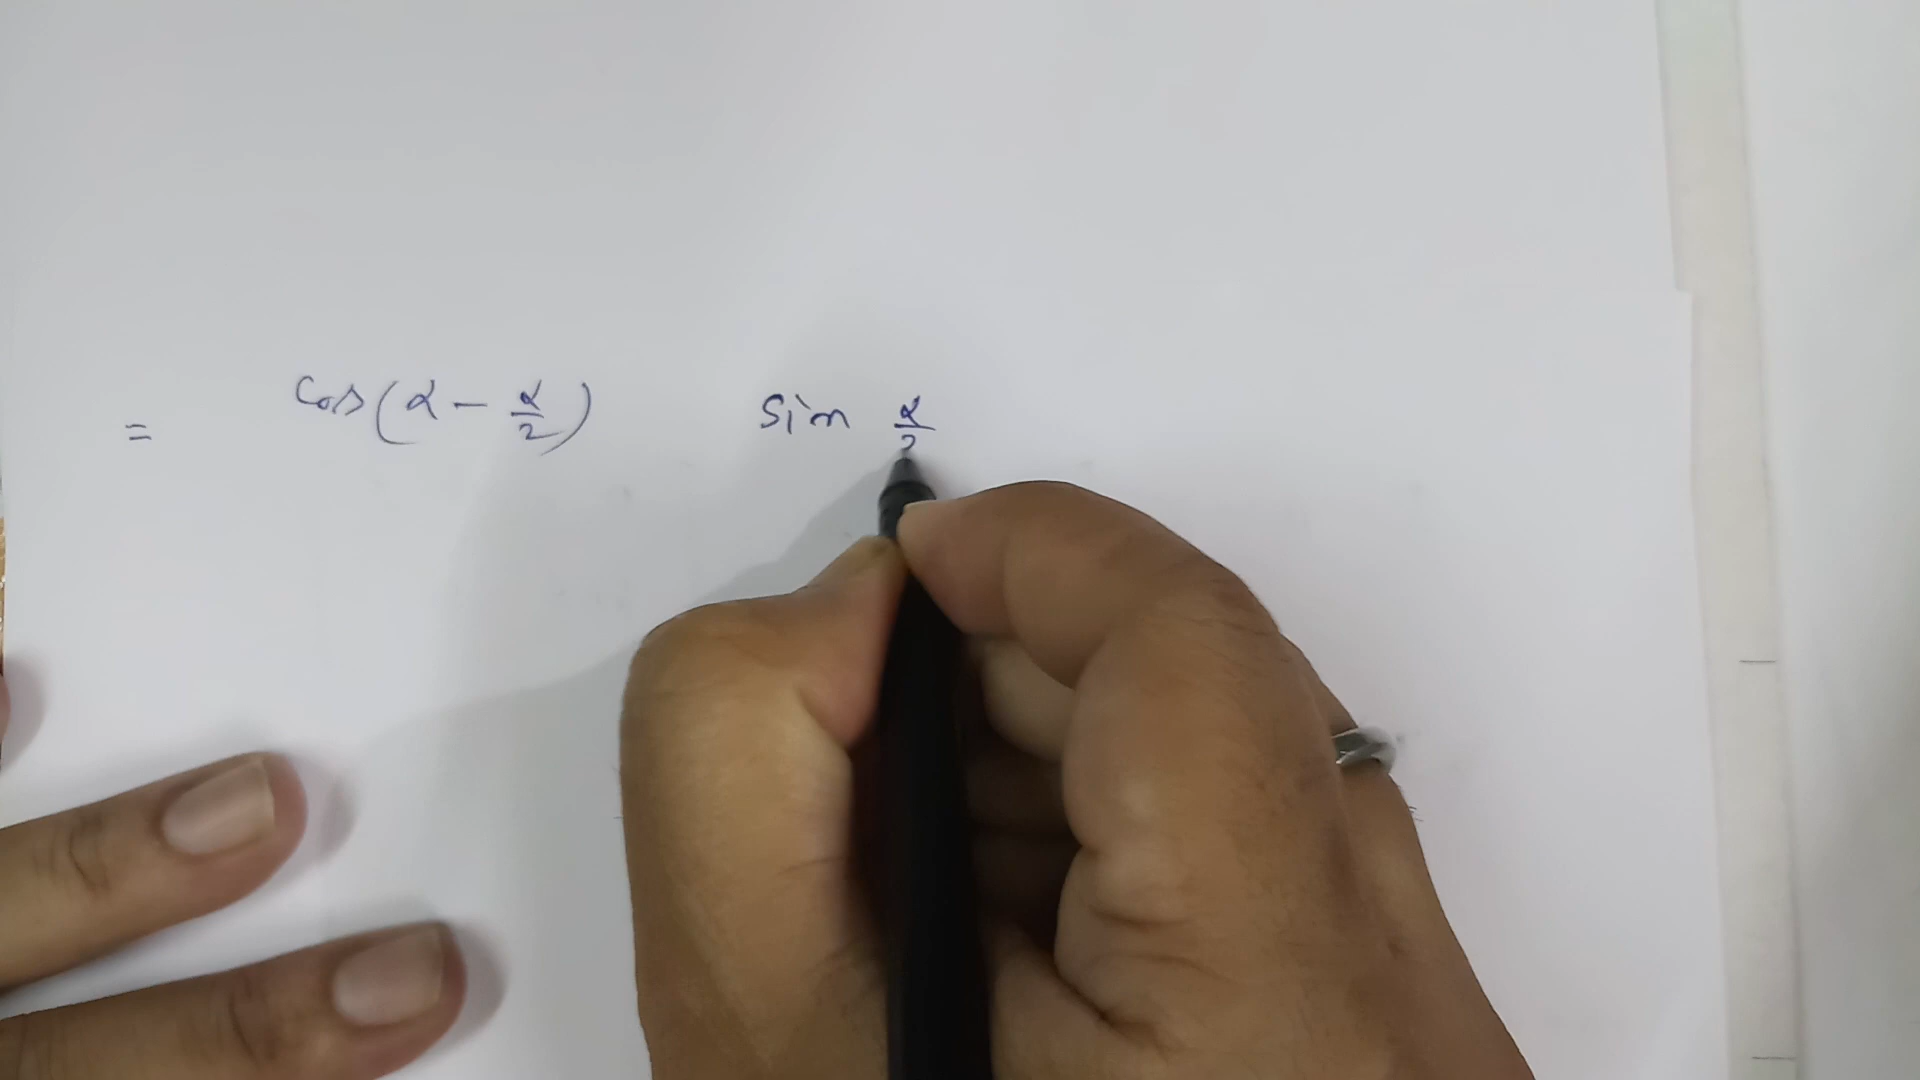 = Cos(α - α/2) Sin α/2